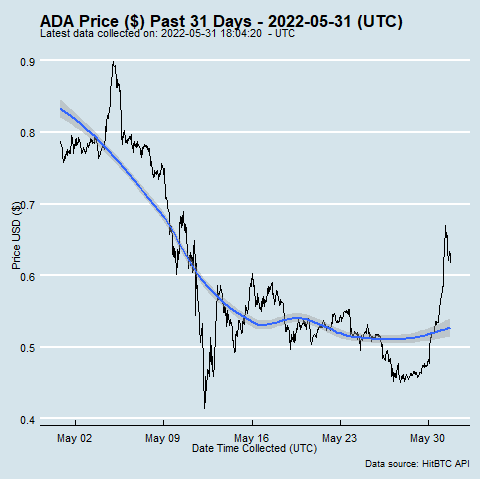 ADA Price ($) Past 31 Days - 2022-05-31 (UTC)
Latest data collected on: 2022-05-31 18:04:20 - UTC
0.9
0.8
0.7
0.6
0.5
0.4
Price USD ($)
May 02 May 09 May 16 May 23 May 30
Date Time Collected (UTC)
Data source: HitBTC API